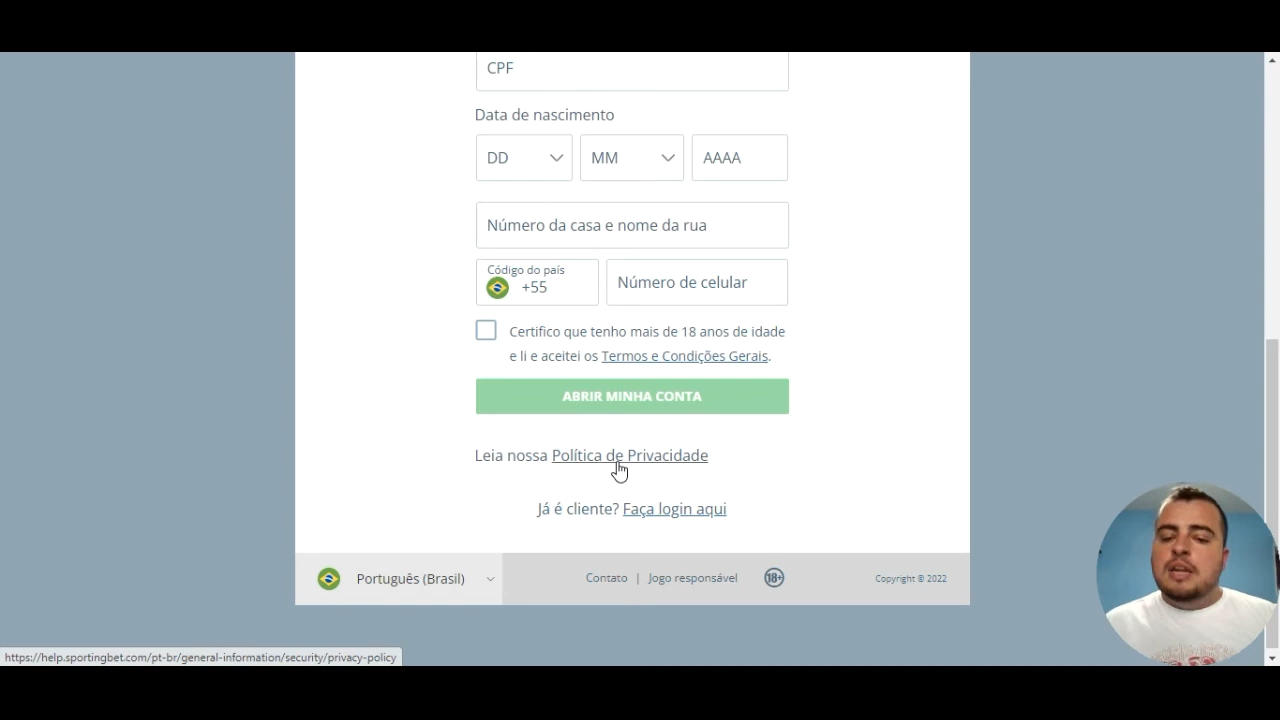 CPF
Data de nascimento
DD MM AAAA
Número da casa e nome da rua
Código do país
+55 Número de celular
Certifico que tenho mais de 18 anos de idade
e li e aceitei os Termos e Condições Gerais.
ABRIR MINHA CONTA
Leia nossa Política de Privacidade
Já é cliente? Faça login aqui
Português (Brasil) Contato | Jogo responsável 18+ Copyright © 2022
https://help.sportingbet.com/pt-br/general-information/security/privacy-policy